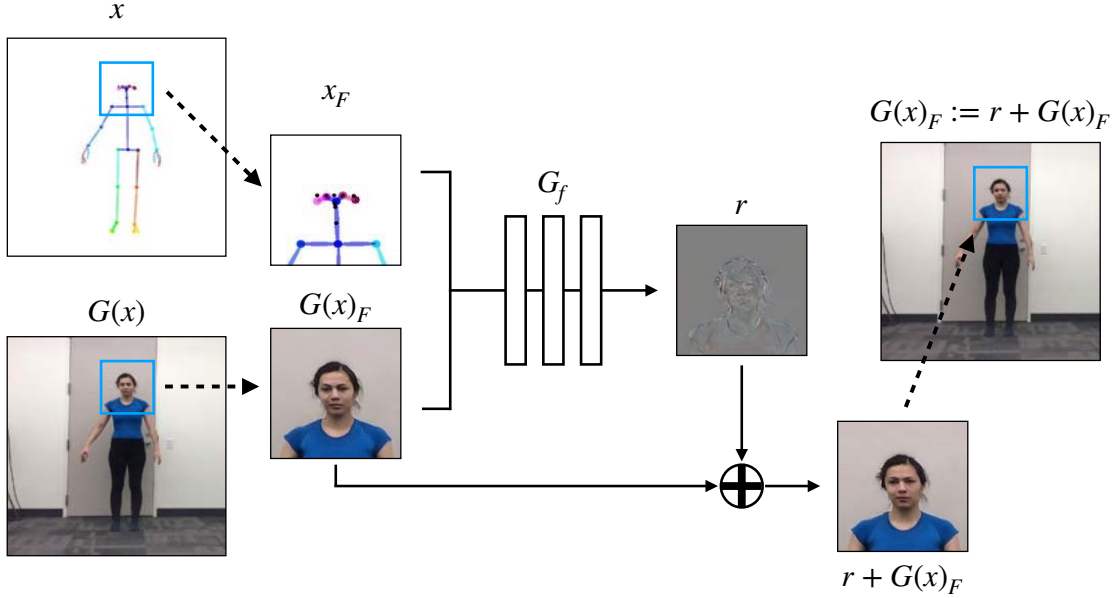 x
x_F
G(x)_F := r + G(x)_F
G_f
r
G(x)
G(x)_F
r + G(x)_F